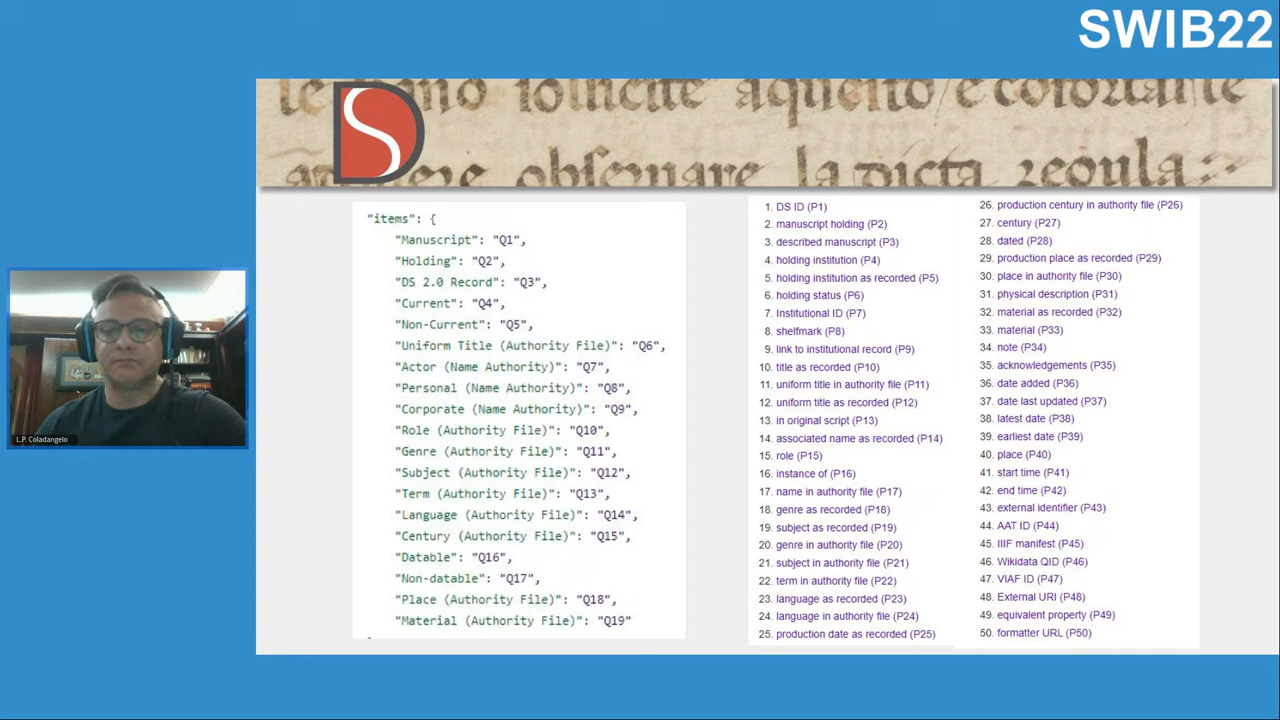 SWIB22
"items": {
"Manuscript": "Q1",
"Holding": "Q2",
"DS 2.0 Record": "Q3",
"Current": "Q4",
"Non-Current": "Q5",
"Uniform Title (Authority File)": "Q6",
"Actor (Name Authority)": "Q7",
"Personal (Name Authority)": "Q8",
"Corporate (Name Authority)": "Q9",
"Role (Authority File)": "Q10",
"Genre (Authority File)": "Q11",
"Subject (Authority File)": "Q12",
"Term (Authority File)": "Q13",
"Language (Authority File)": "Q14",
"Century (Authority File)": "Q15",
"Datable": "Q16",
"Non-datable": "Q17",
"Place (Authority File)": "Q18",
"Material (Authority File)": "Q19"
1. DS ID (P1)
2. manuscript holding (P2)
3. described manuscript (P3)
4. holding institution (P4)
5. holding institution as recorded (P5)
6. holding status (P6)
7. Institutional ID (P7)
8. shelfmark (P8)
9. link to institutional record (P9)
10. title as recorded (P10)
11. uniform title in authority file (P11)
12. uniform title as recorded (P12)
13. in original script (P13)
14. associated name as recorded (P14)
15. role (P15)
16. instance of (P16)
17. name in authority file (P17)
18. genre as recorded (P18)
19. subject as recorded (P19)
20. genre in authority file (P20)
21. subject in authority file (P21)
22. term in authority file (P22)
23. language as recorded (P23)
24. language in authority file (P24)
25. production date as recorded (P25)
26. production century in authority file (P26)
27. century (P27)
28. dated (P28)
29. production place as recorded (P29)
30. place in authority file (P30)
31. physical description (P31)
32. material as recorded (P32)
33. material (P33)
34. note (P34)
35. acknowledgements (P35)
36. date added (P36)
37. date last updated (P37)
38. latest date (P38)
39. earliest date (P39)
40. place (P40)
41. start time (P41)
42. end time (P42)
43. external identifier (P43)
44. AAT ID (P44)
45. IIIF manifest (P45)
46. Wikidata QID (P46)
47. VIAF ID (P47)
48. External URI (P48)
49. equivalent property (P49)
50. formatter URL (P50)
L.P. Coladangelo